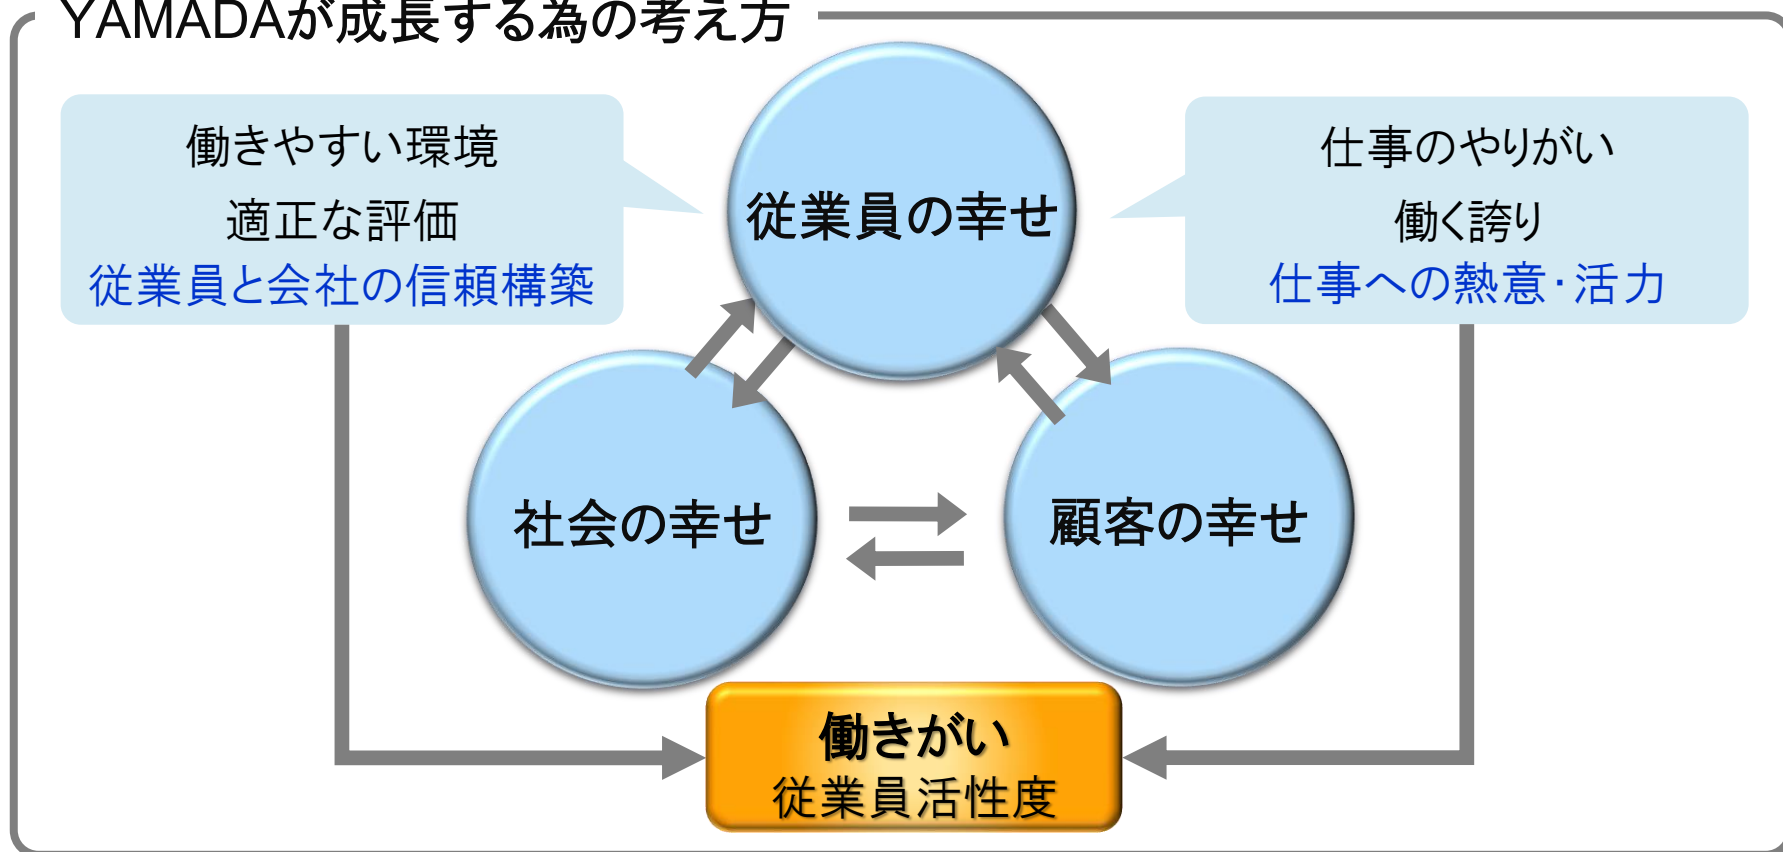 YAMADAが成長する為の考え方
働きやすい環境
適正な評価
従業員と会社の信頼構築
従業員の幸せ
仕事のやりがい
働く誇り
仕事への熱意・活力
社会の幸せ
顧客の幸せ
働きがい
従業員活性度